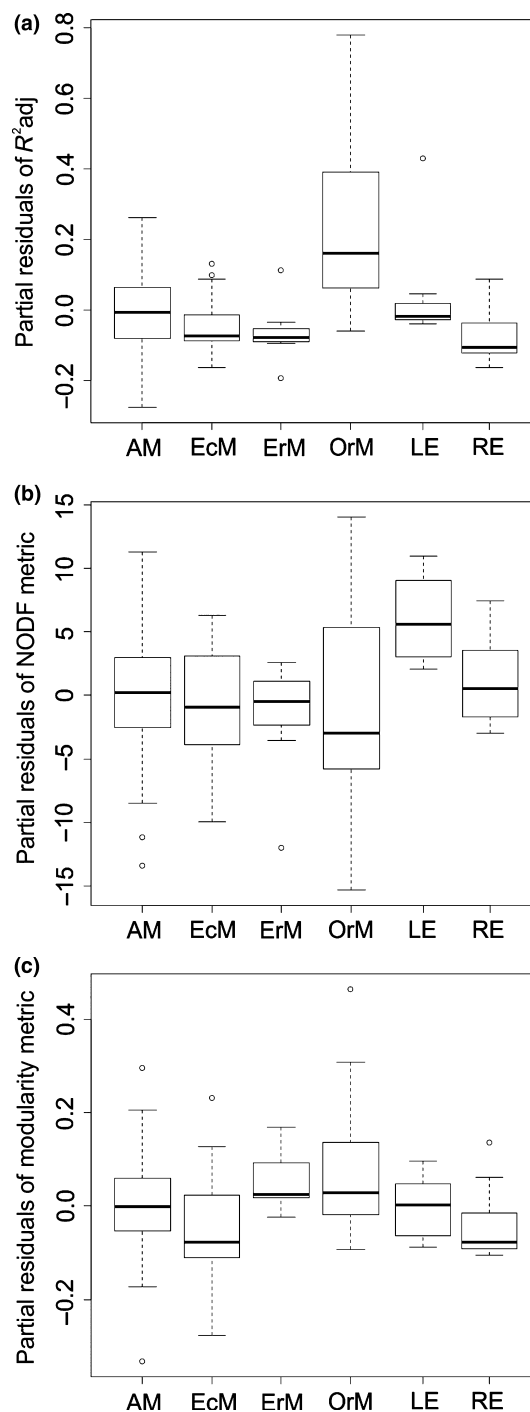 (a)
Partial residuals of R²adj
0.8
0.6
0.4
0.2
0.0
−0.2
AM EcM ErM OrM LE RE
(b)
Partial residuals of NODF metric
15
10
5
0
−5
−10
−15
AM EcM ErM OrM LE RE
(c)
Partial residuals of modularity metric
0.4
0.2
0.0
−0.2
AM EcM ErM OrM LE RE